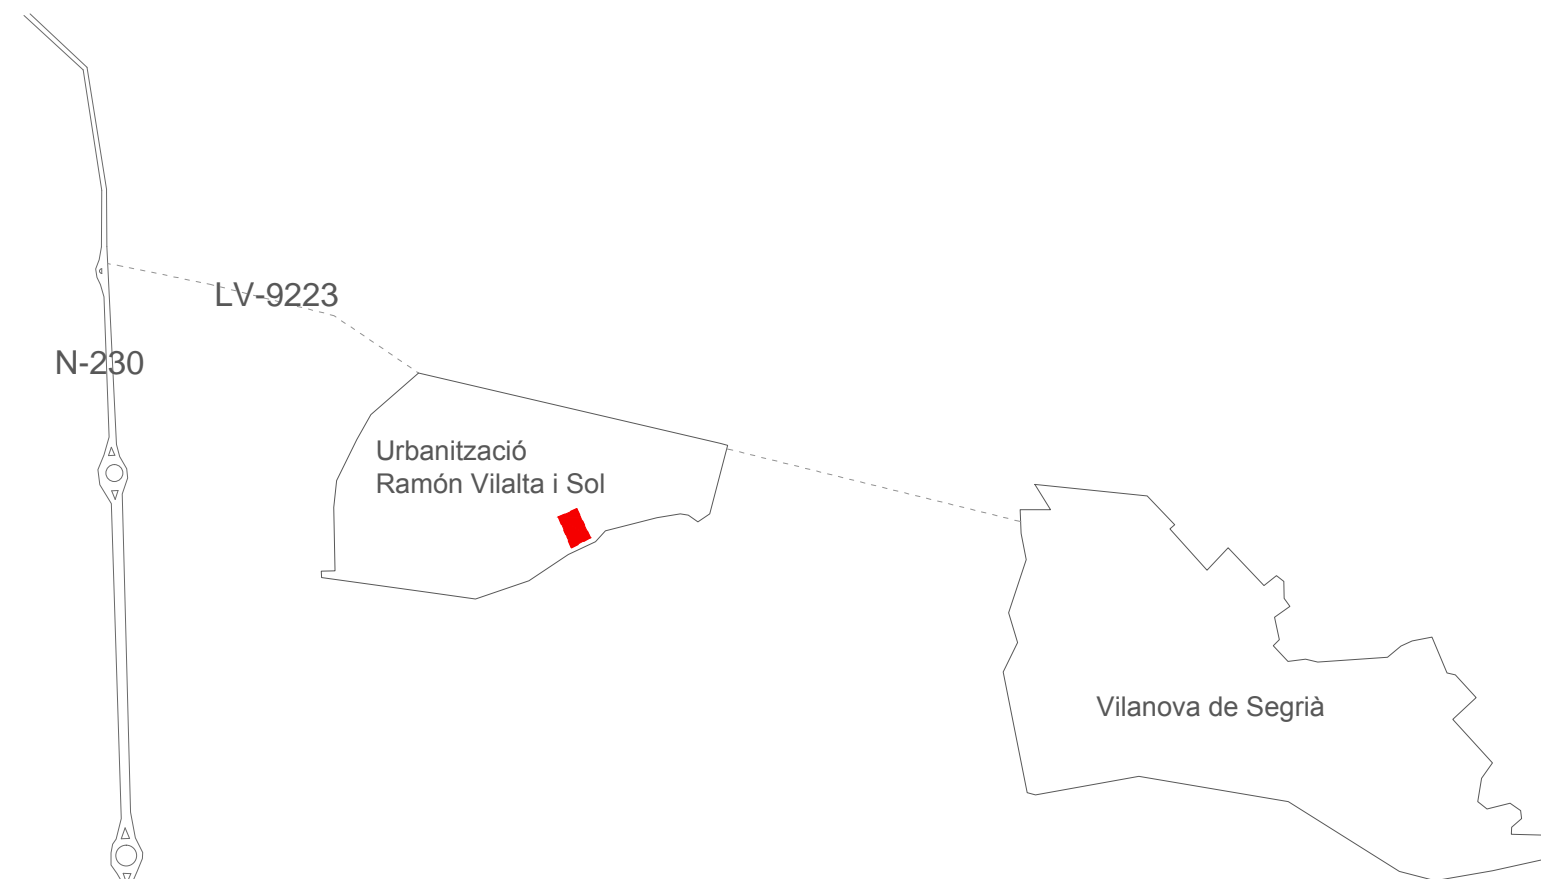 LV-9223
N-230
Urbanització
Ramón Vilalta i Sol
Vilanova de Segrià